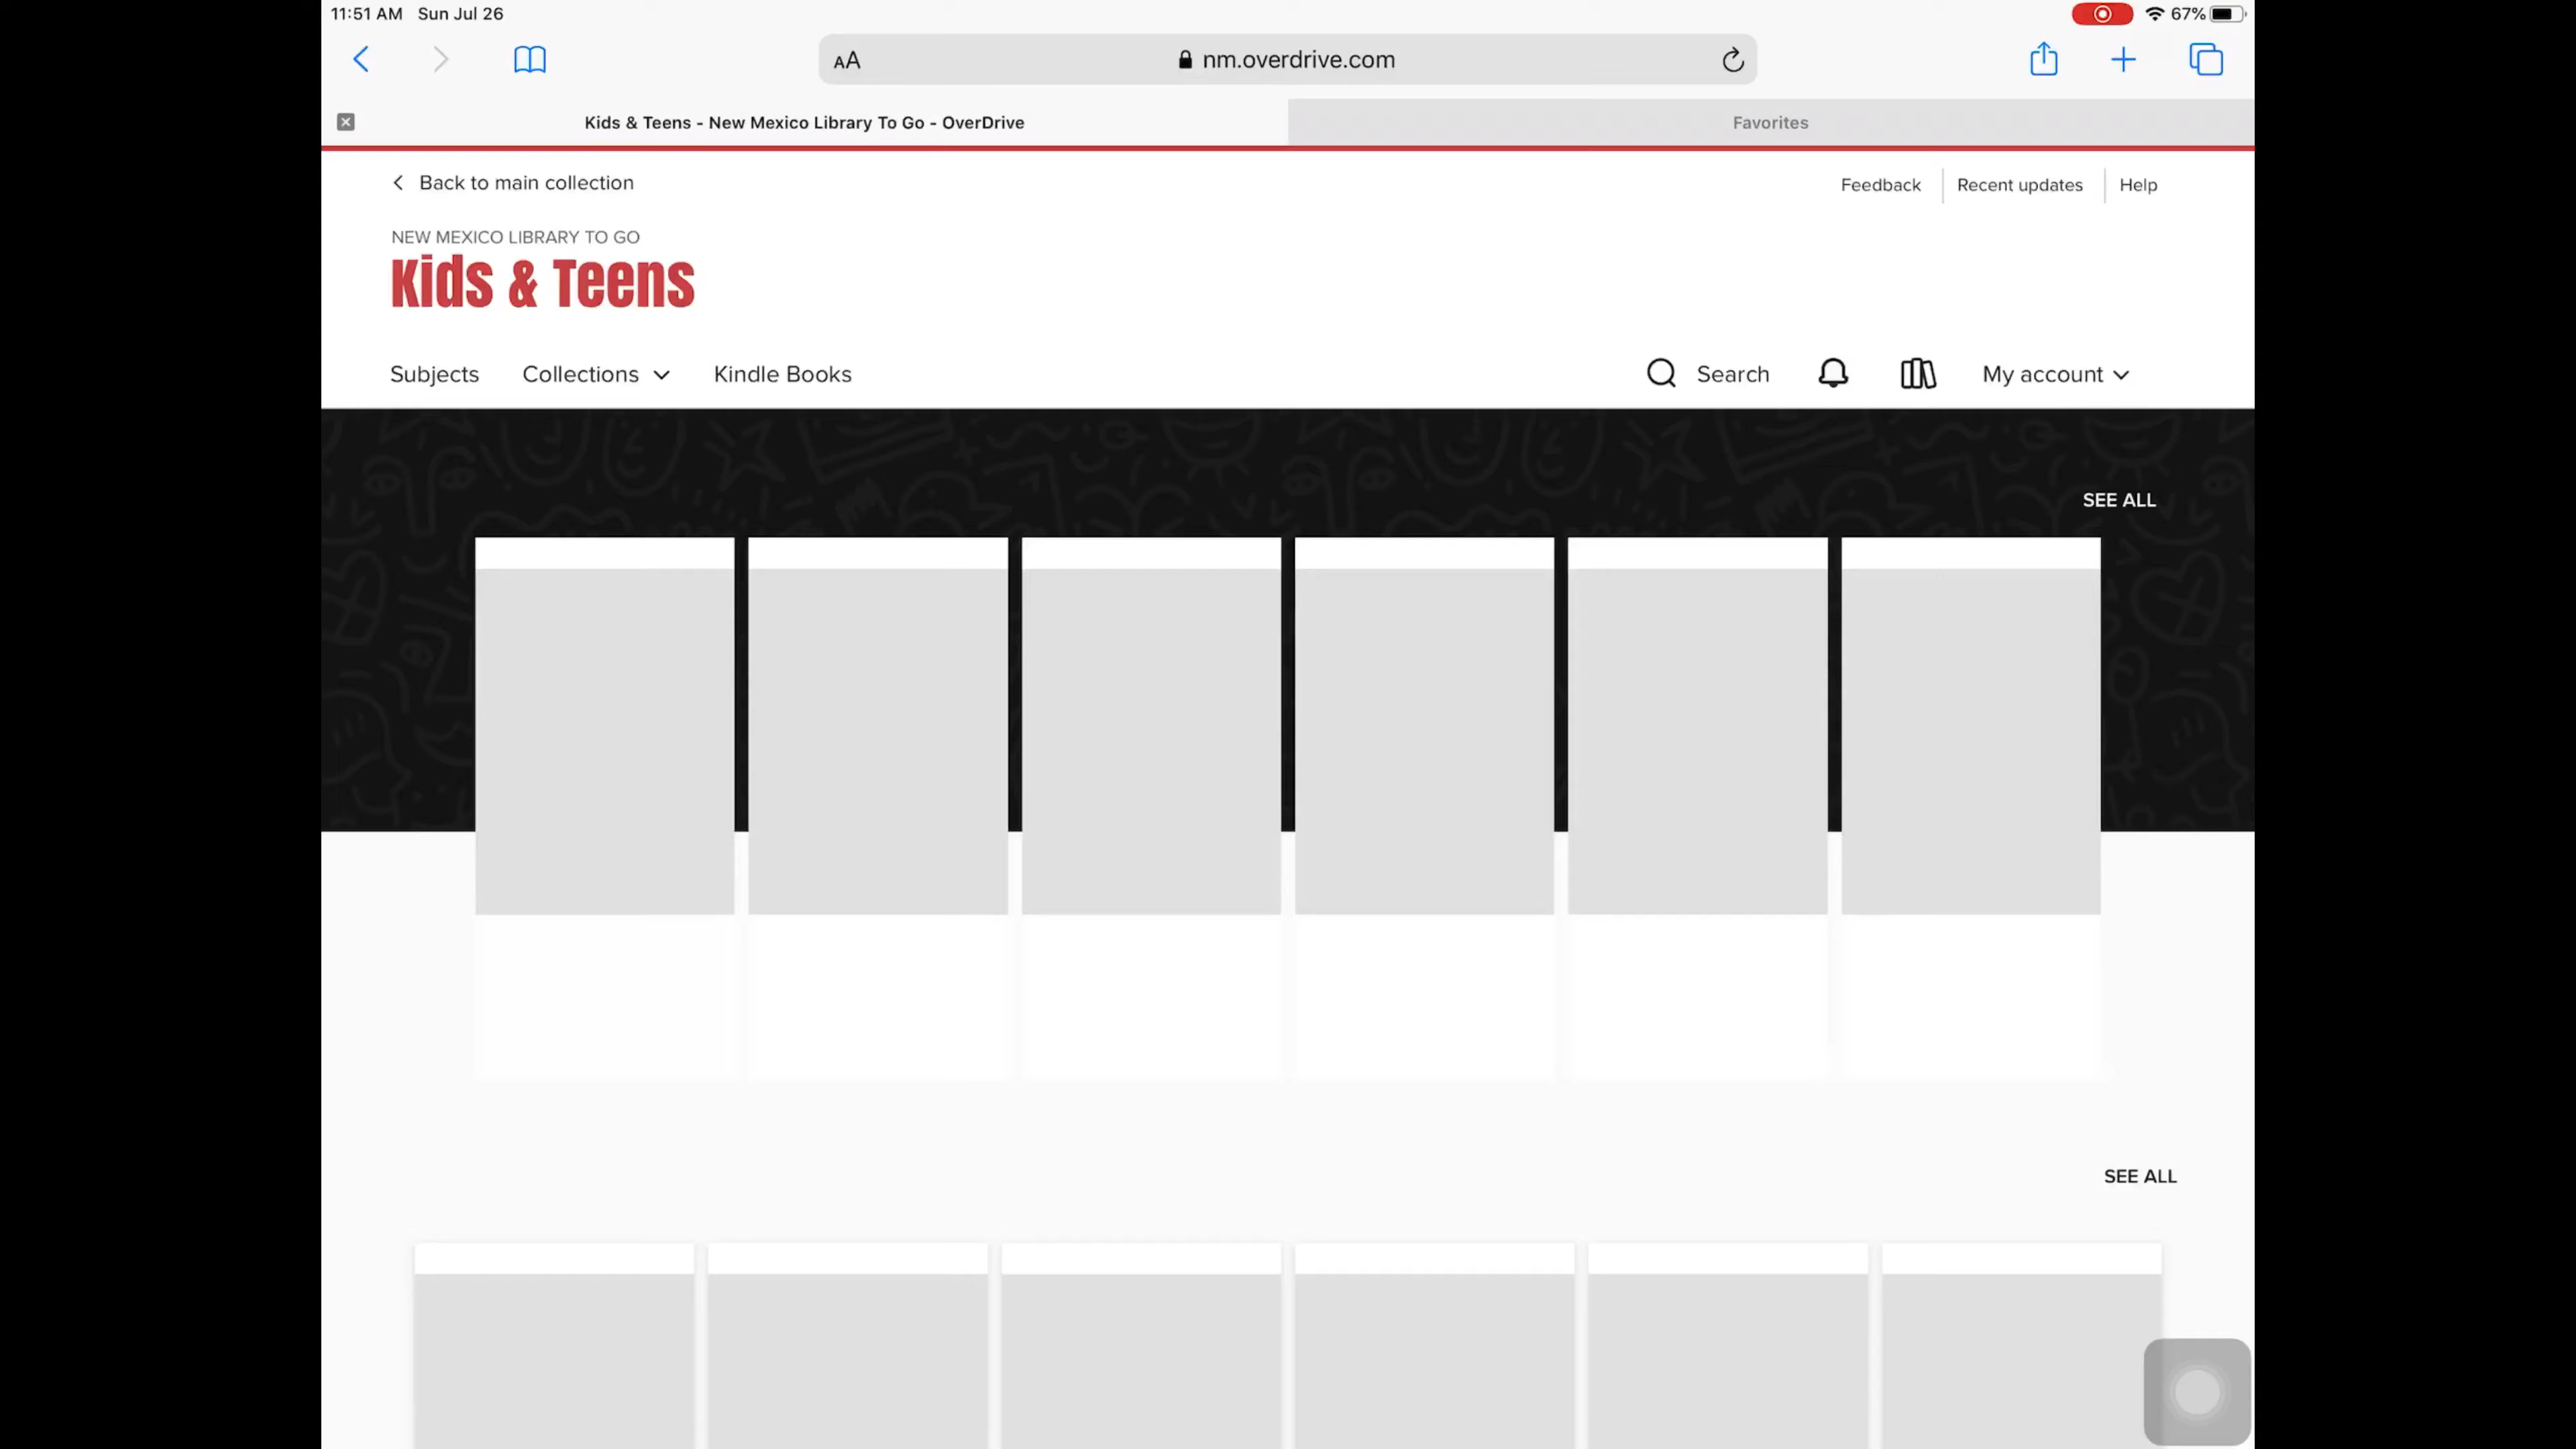 11:51 AM Sun Jul 26
67%
AA nm.overdrive.com
Kids & Teens - New Mexico Library To Go - OverDrive
Favorites
Back to main collection
Feedback
Recent updates
Help
NEW MEXICO LIBRARY TO GO
Kids & Teens
Subjects
Collections
Kindle Books
Search
My account
SEE ALL
SEE ALL